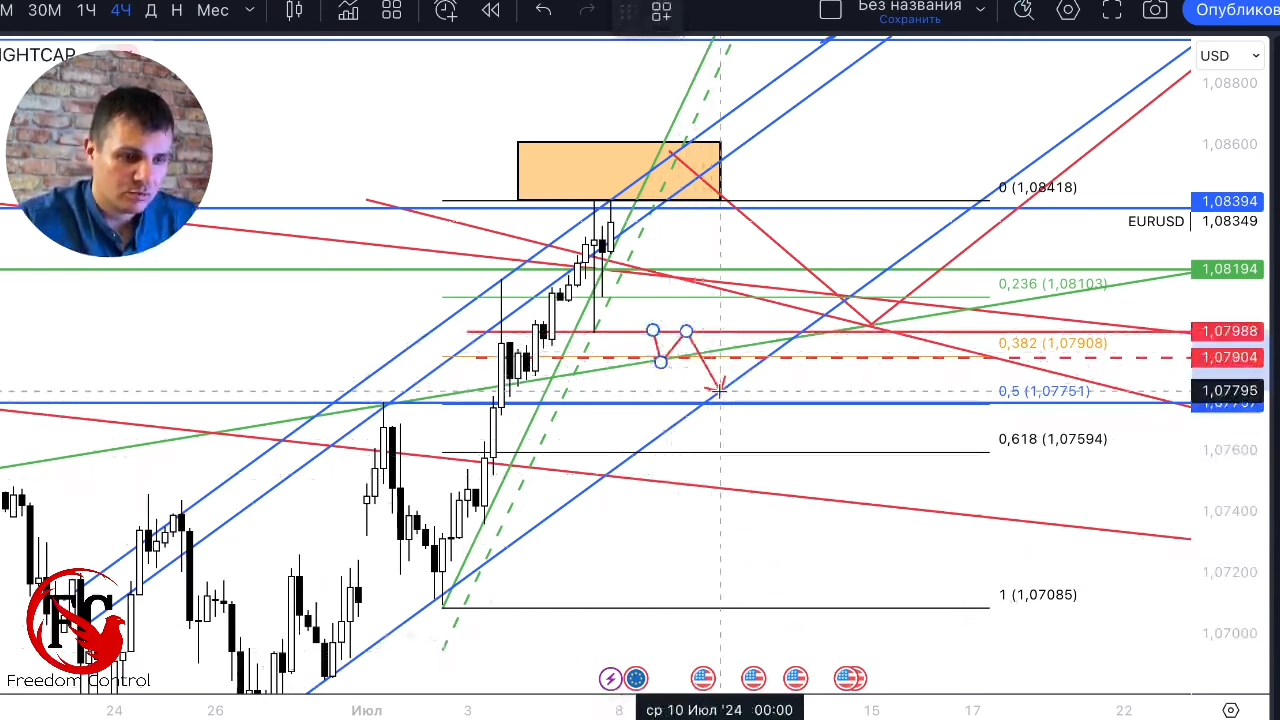 М 30М 1Ч 4Ч Д Н Мес
Без названия
Сохранить
Опубликов
IGHTCAP
USD
1,08800
1,08600
0 (1,08418)
1,08394
EURUSD 1,08349
1,08194
0,236 (1,08103)
1,07988
0,382 (1,07908)
1,07904
0,5 (1,07751)
1,07795
0,618 (1,07594)
1,07600
1,07400
1,07200
1 (1,07085)
1,07000
FC
Freedom Control
24 26 Июл 3 8 ср 10 Июл '24 00:00 15 17 22